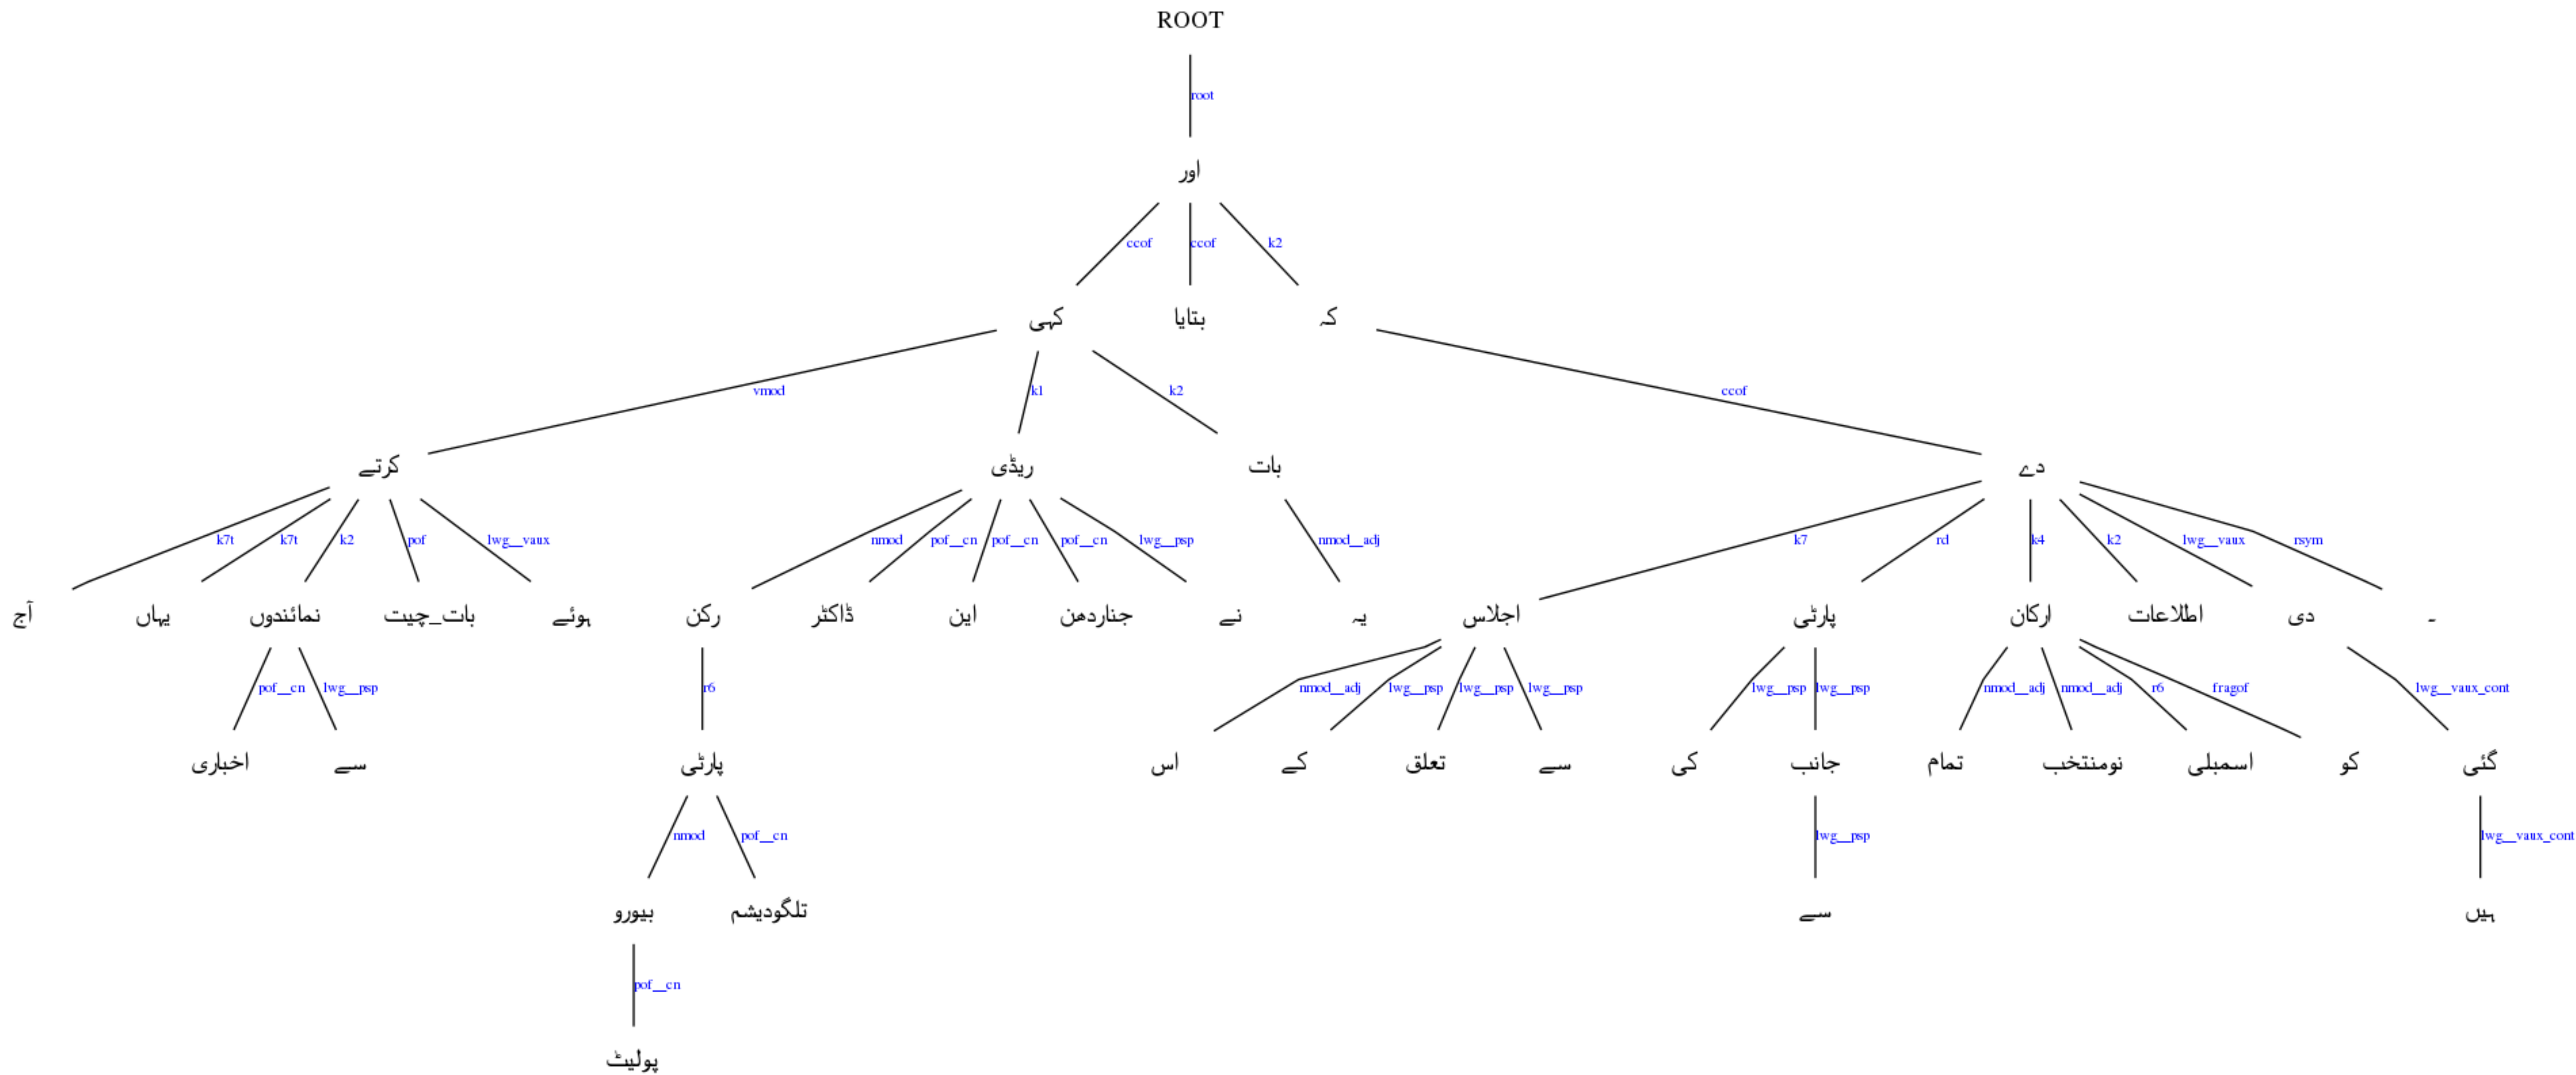 ROOT
root
اور
ccof ccof k2
کہی بتایا کہ
vmod k1 k2 ccof
کرتے ریڈی بات دے
k7t k7t k2 pof lwg__vaux nmod pof__cn pof__cn pof__cn lwg__psp nmod__adj k7 rd k4 k2 lwg__vaux rsym
آج یہاں نمائندوں بات_چیت ہوئے رکن ڈاکٹر این جناردھن نے یہ اجلاس پارٹی ارکان اطلاعات دی ۔
pof__cn lwg__psp r6 nmod__adj lwg__psp lwg__psp lwg__psp lwg__psp lwg__psp nmod__adj nmod__adj r6 fragof lwg__vaux_cont
اخباری سے پارٹی اس کے تعلق سے کی جانب تمام نومنتخب اسمبلی کو گئی
nmod pof__cn lwg__psp lwg__vaux_cont
بیورو تلگودیشم سے ہیں
pof__cn
پولیٹ